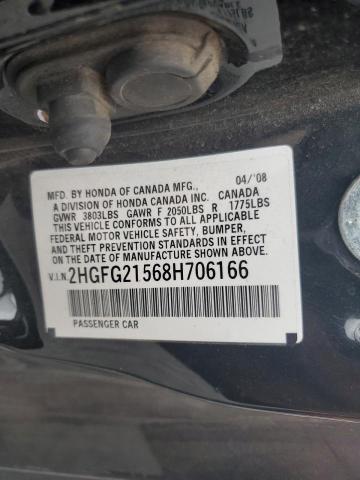 MFD. BY HONDA OF CANADA MFG., 04/'08
A DIVISION OF HONDA CANADA INC. CANADA
GVWR 3803LBS GAWR F 2050LBS R 1775LBS
THIS VEHICLE CONFORMS TO ALL APPLICABLE
FEDERAL MOTOR VEHICLE SAFETY, BUMPER,
AND THEFT PREVENTION STANDARDS IN EFFECT
ON THE DATE OF MANUFACTURE SHOWN ABOVE.
V.I.N. 2HGFG21568H706166
PASSENGER CAR